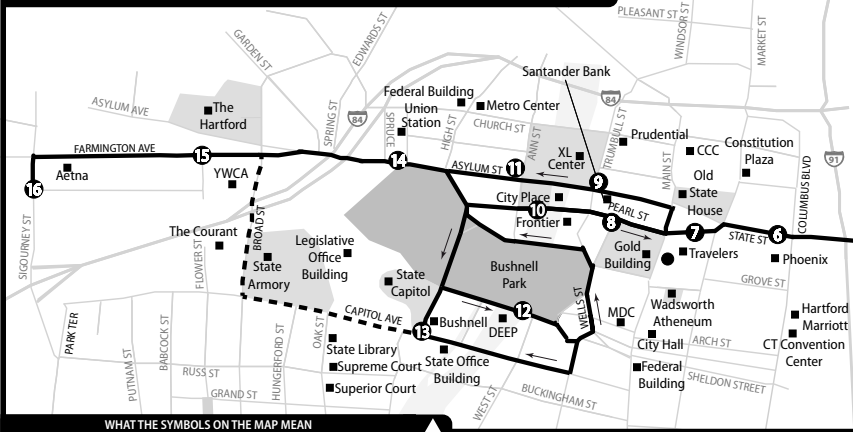 PLEASANT ST
WINDSOR ST
MARKET ST
EDWARDS ST
GARDEN ST
Santander Bank
Federal Building
Union
Station
Metro Center
84
84
91
ASYLUM AVE
The
Hartford
SPRING ST
SPRUCE
HIGH ST
CHURCH ST
ANN ST
TRUMBULL ST
Prudential
CCC
Constitution
Plaza
COLUMBUS BLVD
MAIN ST
FARMINGTON AVE
15
14
ASYLUM ST
11
XL
Center
9
Old
State
House
16
Aetna
YWCA
City Place
10
PEARL ST
8
Frontier
7
STATE ST
6
SIGOURNEY ST
The Courant
FLOWER ST
BROAD ST
State
Armory
Legislative
Office
Building
State
Capitol
Bushnell
Park
Gold
Building
Travelers
Phoenix
GROVE ST
WELLS ST
CAPITOL AVE
13
Bushnell
12
DEEP
MDC
Wadsworth
Atheneum
Hartford
Marriott
CT Convention
Center
City Hall
ARCH ST
PARK TER
PUTNAM ST
BABCOCK ST
HUNGERFORD ST
OAK ST
State Library
Supreme Court
Superior Court
State Office
Building
Federal
Building
SHELDON STREET
RUSS ST
GRAND ST
WEST ST
BUCKINGHAM ST
WHAT THE SYMBOLS ON THE MAP MEAN